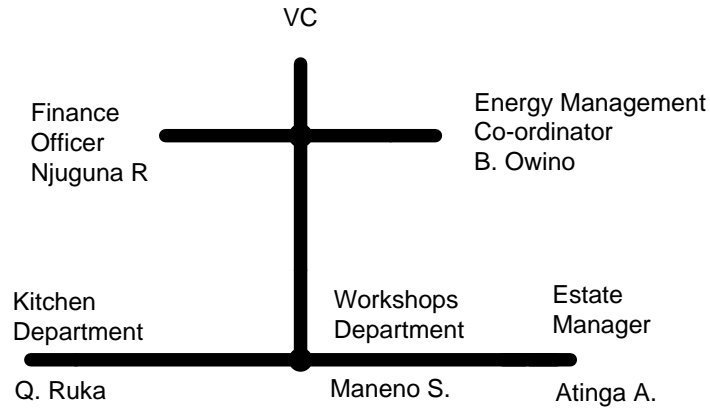 VC
Finance
Officer
Njuguna R
Energy Management
Co-ordinator
B. Owino
Kitchen
Department
Q. Ruka
Workshops
Department
Maneno S.
Estate
Manager
Atinga A.